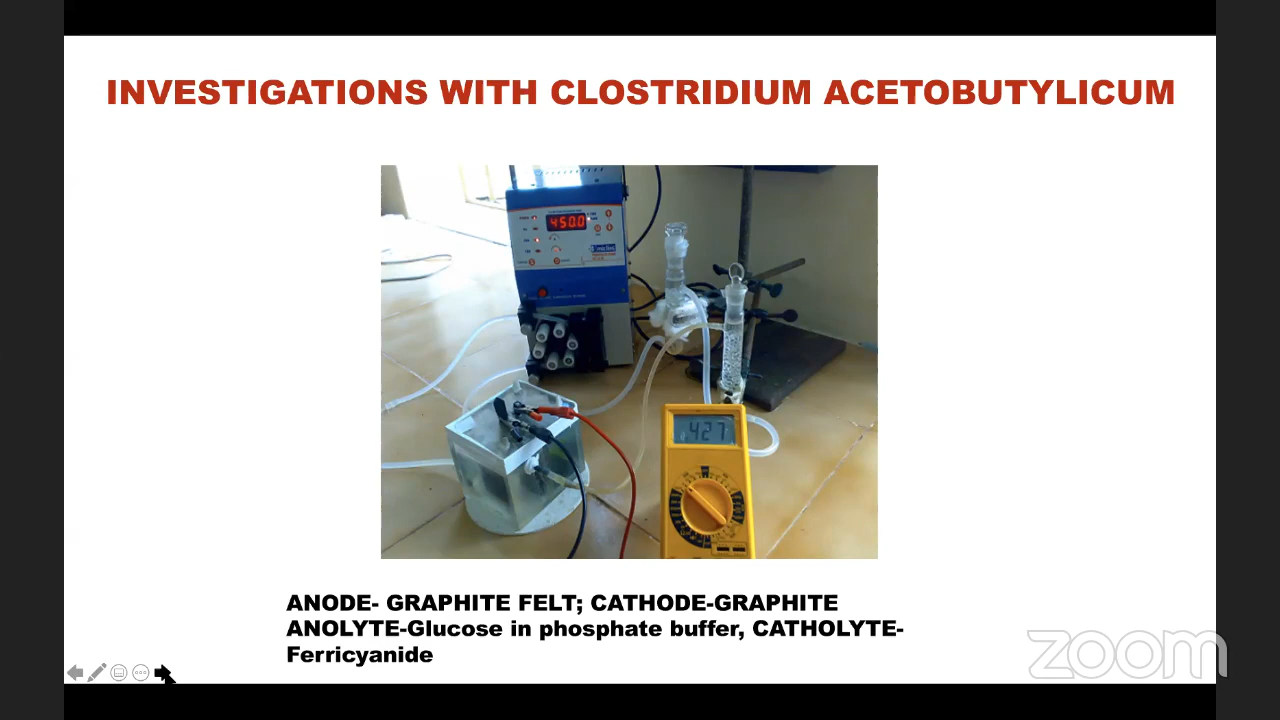 INVESTIGATIONS WITH CLOSTRIDIUM ACETOBUTYLICUM
450.0
.427
ANODE- GRAPHITE FELT; CATHODE-GRAPHITE
ANOLYTE-Glucose in phosphate buffer, CATHOLYTE-
Ferricyanide
zoom